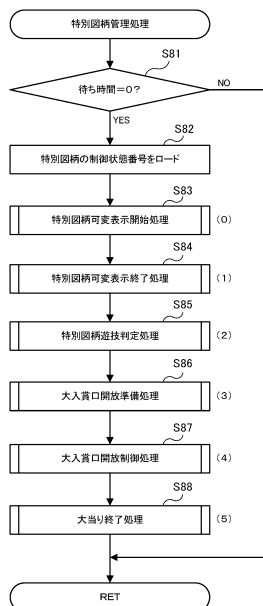 特別図柄管理処理
S81
待ち時間=0?
NO
YES
S82
特別図柄の制御状態番号をロード
S83
特別図柄可変表示開始処理
(0)
S84
特別図柄可変表示終了処理
(1)
S85
特別図柄遊技判定処理
(2)
S86
大入賞口開放準備処理
(3)
S87
大入賞口開放制御処理
(4)
S88
大当り終了処理
(5)
RET